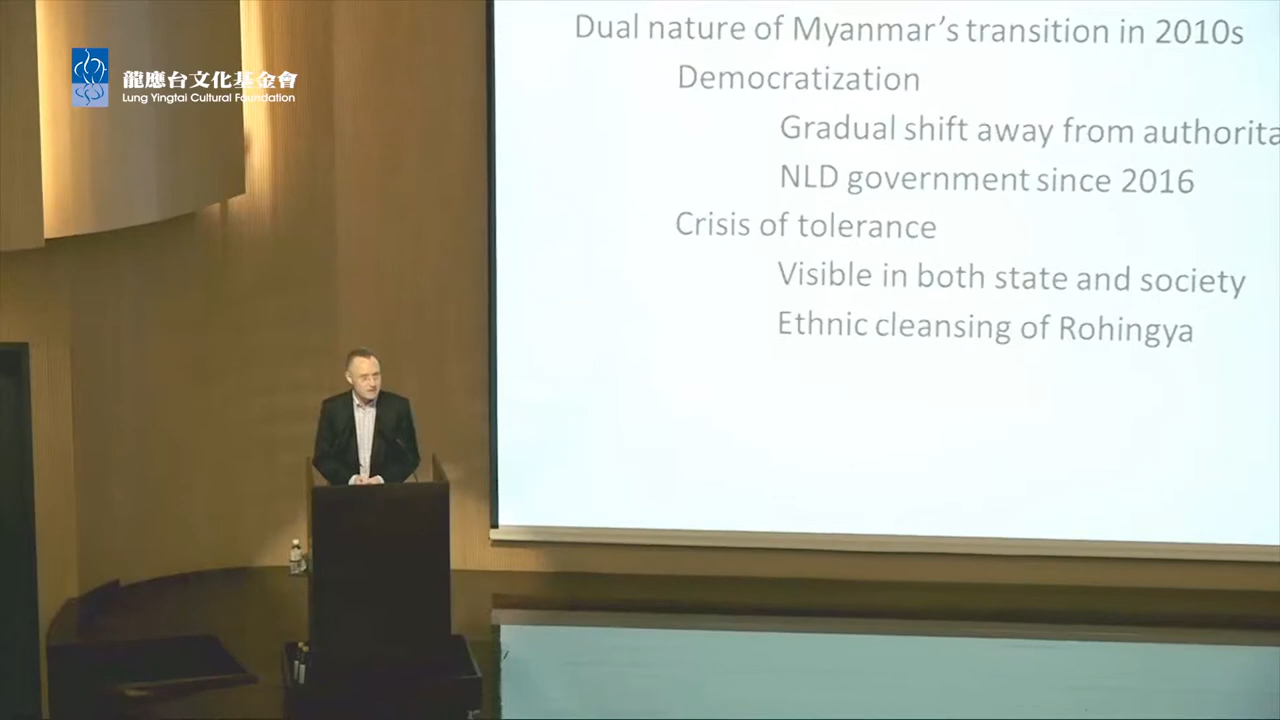 龍應台文化基金會
Lung Yingtai Cultural Foundation
Dual nature of Myanmar's transition in 2010s
Democratization
Gradual shift away from authorita
NLD government since 2016
Crisis of tolerance
Visible in both state and society
Ethnic cleansing of Rohingya